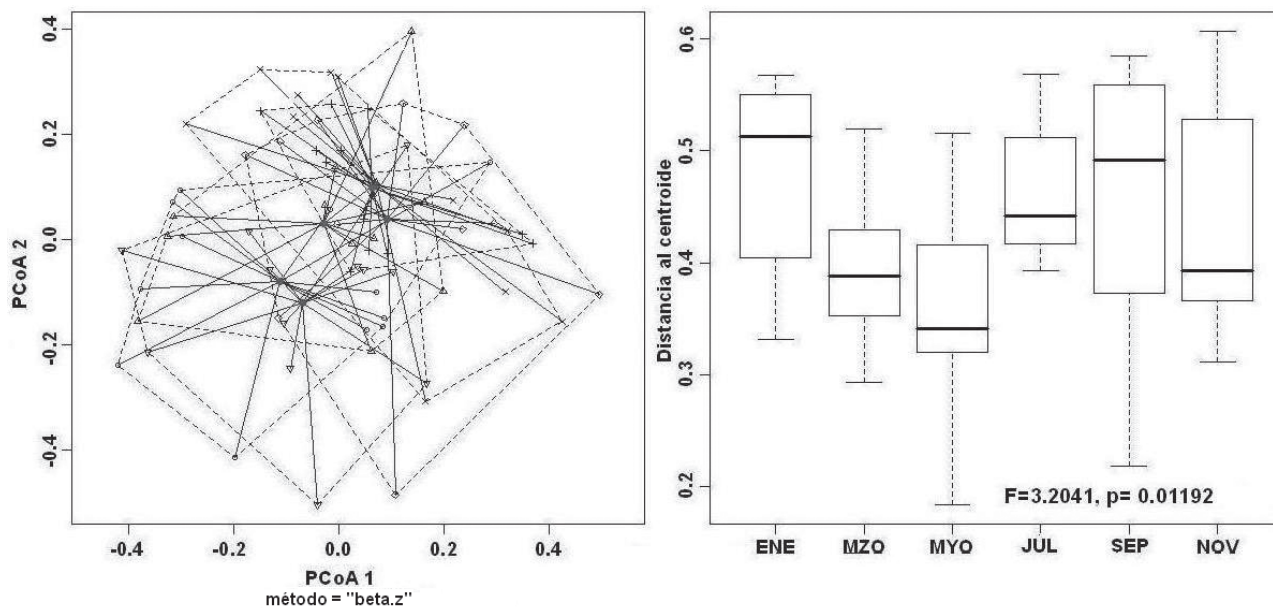 PCoA 2
0.4
0.2
0.0
-0.2
-0.4
-0.4
-0.2
0.0
0.2
0.4
PCoA 1
método = "beta.z"
Distancia al centroide
0.6
0.5
0.4
0.3
0.2
F=3.2041, p= 0.01192
ENE
MZO
MYO
JUL
SEP
NOV